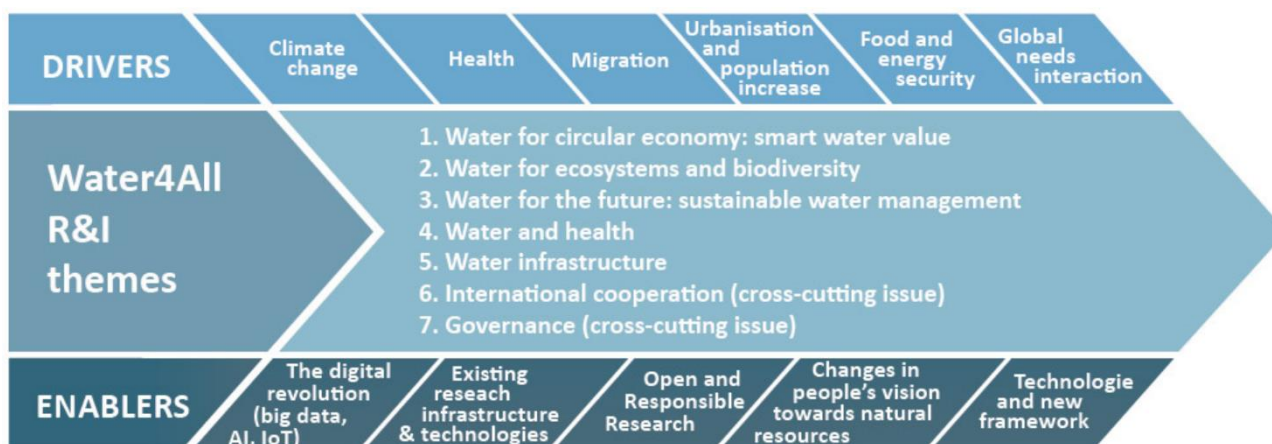 DRIVERS
Climate
change
Health
Migration
Urbanisation
and
population
increase
Food and
energy
security
Global
needs
interaction
Water4All
R&I
themes
1. Water for circular economy: smart water value
2. Water for ecosystems and biodiversity
3. Water for the future: sustainable water management
4. Water and health
5. Water infrastructure
6. International cooperation (cross-cutting issue)
7. Governance (cross-cutting issue)
ENABLERS
The digital
revolution
(big data,
AI, IoT)
Existing
reseach
infrastructure
& technologies
Open and
Responsible
Research
Changes in
people’s vision
towards natural
resources
Technologie
and new
framework